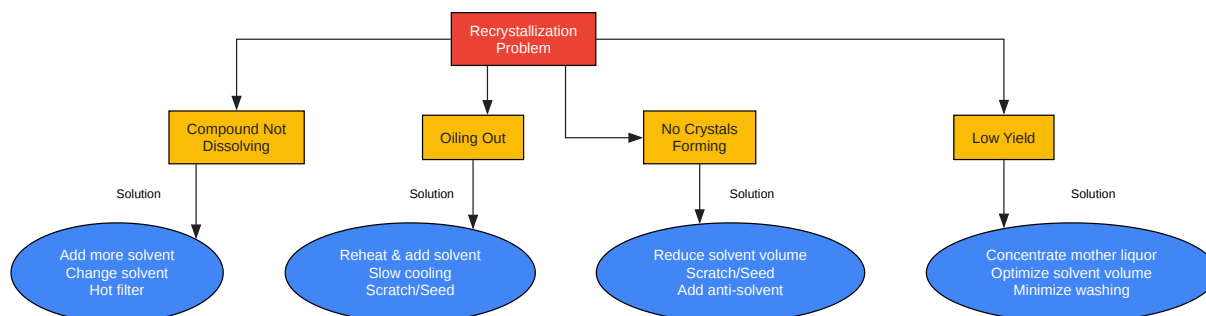 Recrystallization
Problem
Compound Not
Dissolving
Oiling Out
No Crystals
Forming
Low Yield
Solution
Solution
Solution
Solution
Add more solvent
Change solvent
Hot filter
Reheat & add solvent
Slow cooling
Scratch/Seed
Reduce solvent volume
Scratch/Seed
Add anti-solvent
Concentrate mother liquor
Optimize solvent volume
Minimize washing